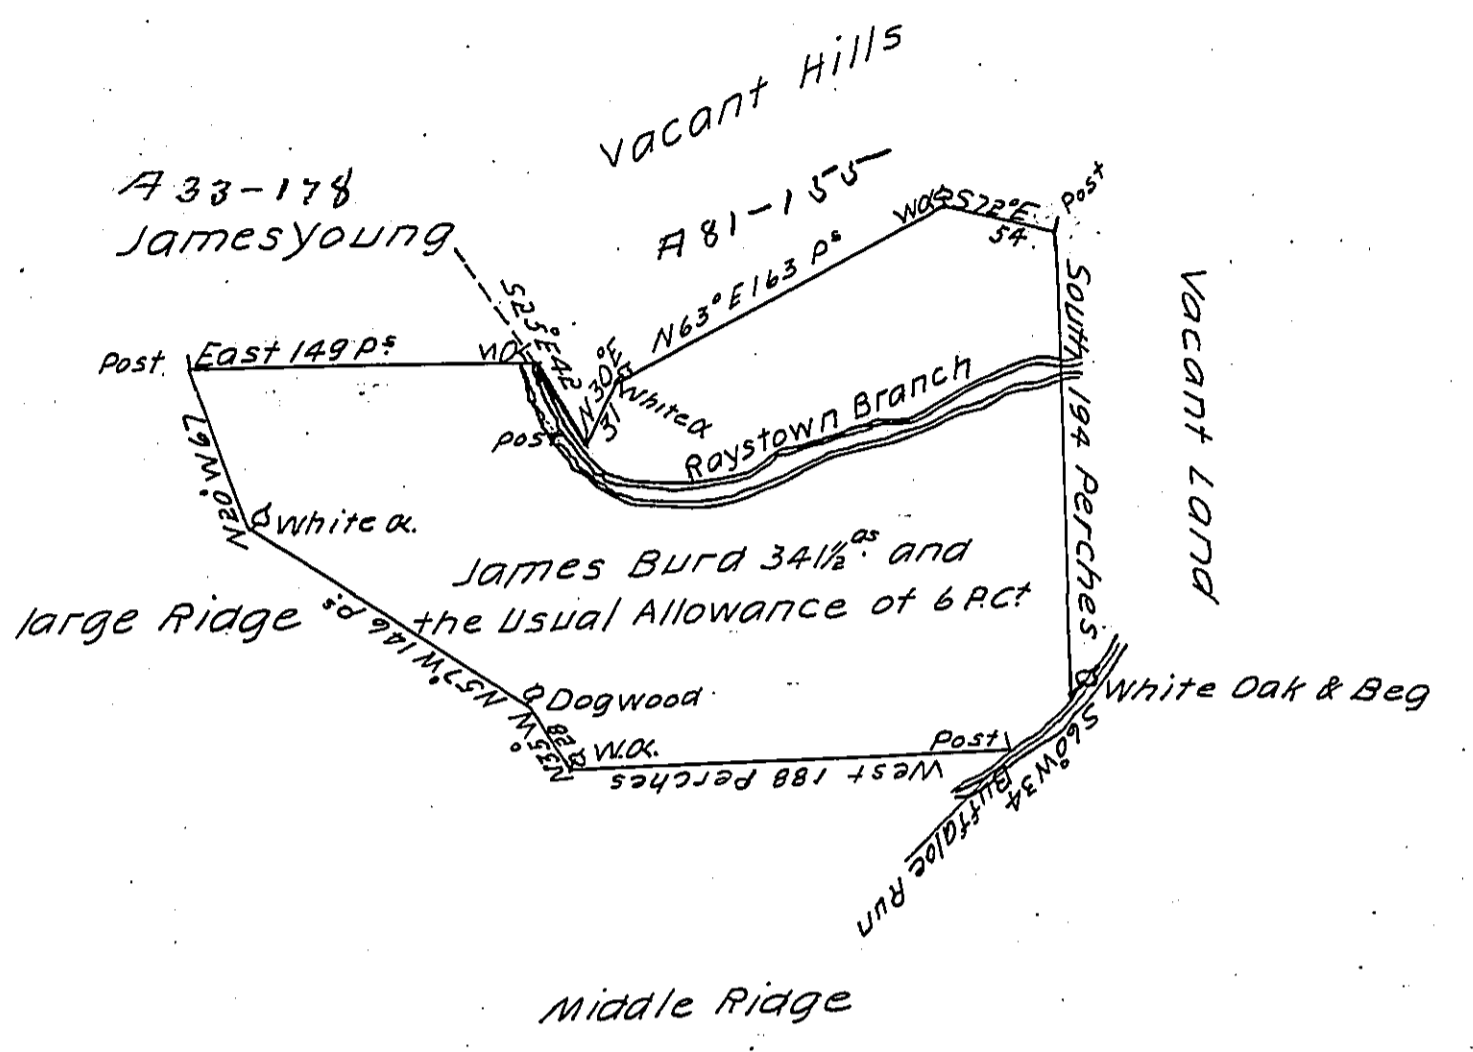 Vacant Hills
A 33-178
James Young
A 81-155
Post
S72°E
54
N63°E 163 Ps
S25°E 42
N30°E
31
White α
post
Post.
East 149 Ps
South 194 Perches
Vacant Land
Raystown Branch
N20°W 67
White α.
James Burd 341½ as. and
the Usual Allowance of 6 P.Ct
large Ridge
N57°W 146 Ps.
Dogwood
N35°W
28
W.α.
West 188 Perches
Post
White Oak & Beg
S60°W 34
Buffaloe Run
Middle Ridge